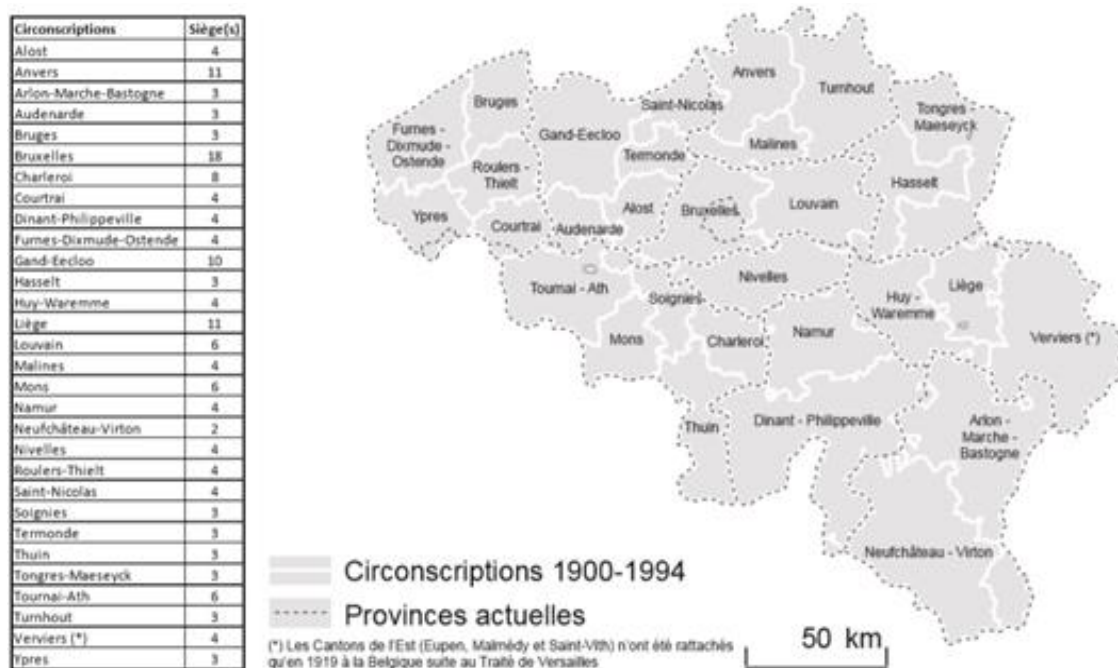 Circonscriptions Siège(s)
Alost 4
Anvers 11
Arlon-Marche-Bastogne 3
Audenarde 3
Bruges 3
Bruxelles 18
Charleroi 8
Courtrai 4
Dinant-Philippeville 4
Furnes-Dixmude-Ostende 4
Gand-Eecloo 10
Hasselt 3
Huy-Waremme 4
Liège 11
Louvain 6
Malines 4
Mons 6
Namur 4
Neufchâteau-Virton 2
Nivelles 4
Roulers-Thielt 4
Saint-Nicolas 4
Soignies 3
Termonde 3
Thuin 3
Tongres-Maeseyck 3
Tournai-Ath 6
Turnhout 3
Verviers (*) 4
Ypres 3
Anvers
Turnhout
Saint-Nicolas
Bruges
Tongres -
Maeseyck
Furnes -
Dixmude -
Ostende
Gand-Eecloo
Malines
Termonde
Roulers -
Thielt
Hasselt
Alost
Bruxelles
Louvain
Ypres
Courtrai
Audenarde
Nivelles
Liège
Tournai - Ath
Soignies
Huy -
Waremme
Mons
Charleroi
Namur
Verviers (*)
Thuin
Dinant - Philippeville
Arlon -
Marche -
Bastogne
Neufchâteau - Virton
Circonscriptions 1900-1994
Provinces actuelles
(*) Les Cantons de l'Est (Eupen, Malmédy et Saint-Vith) n'ont été rattachés
qu'en 1919 à la Belgique suite au Traité de Versailles
50 km